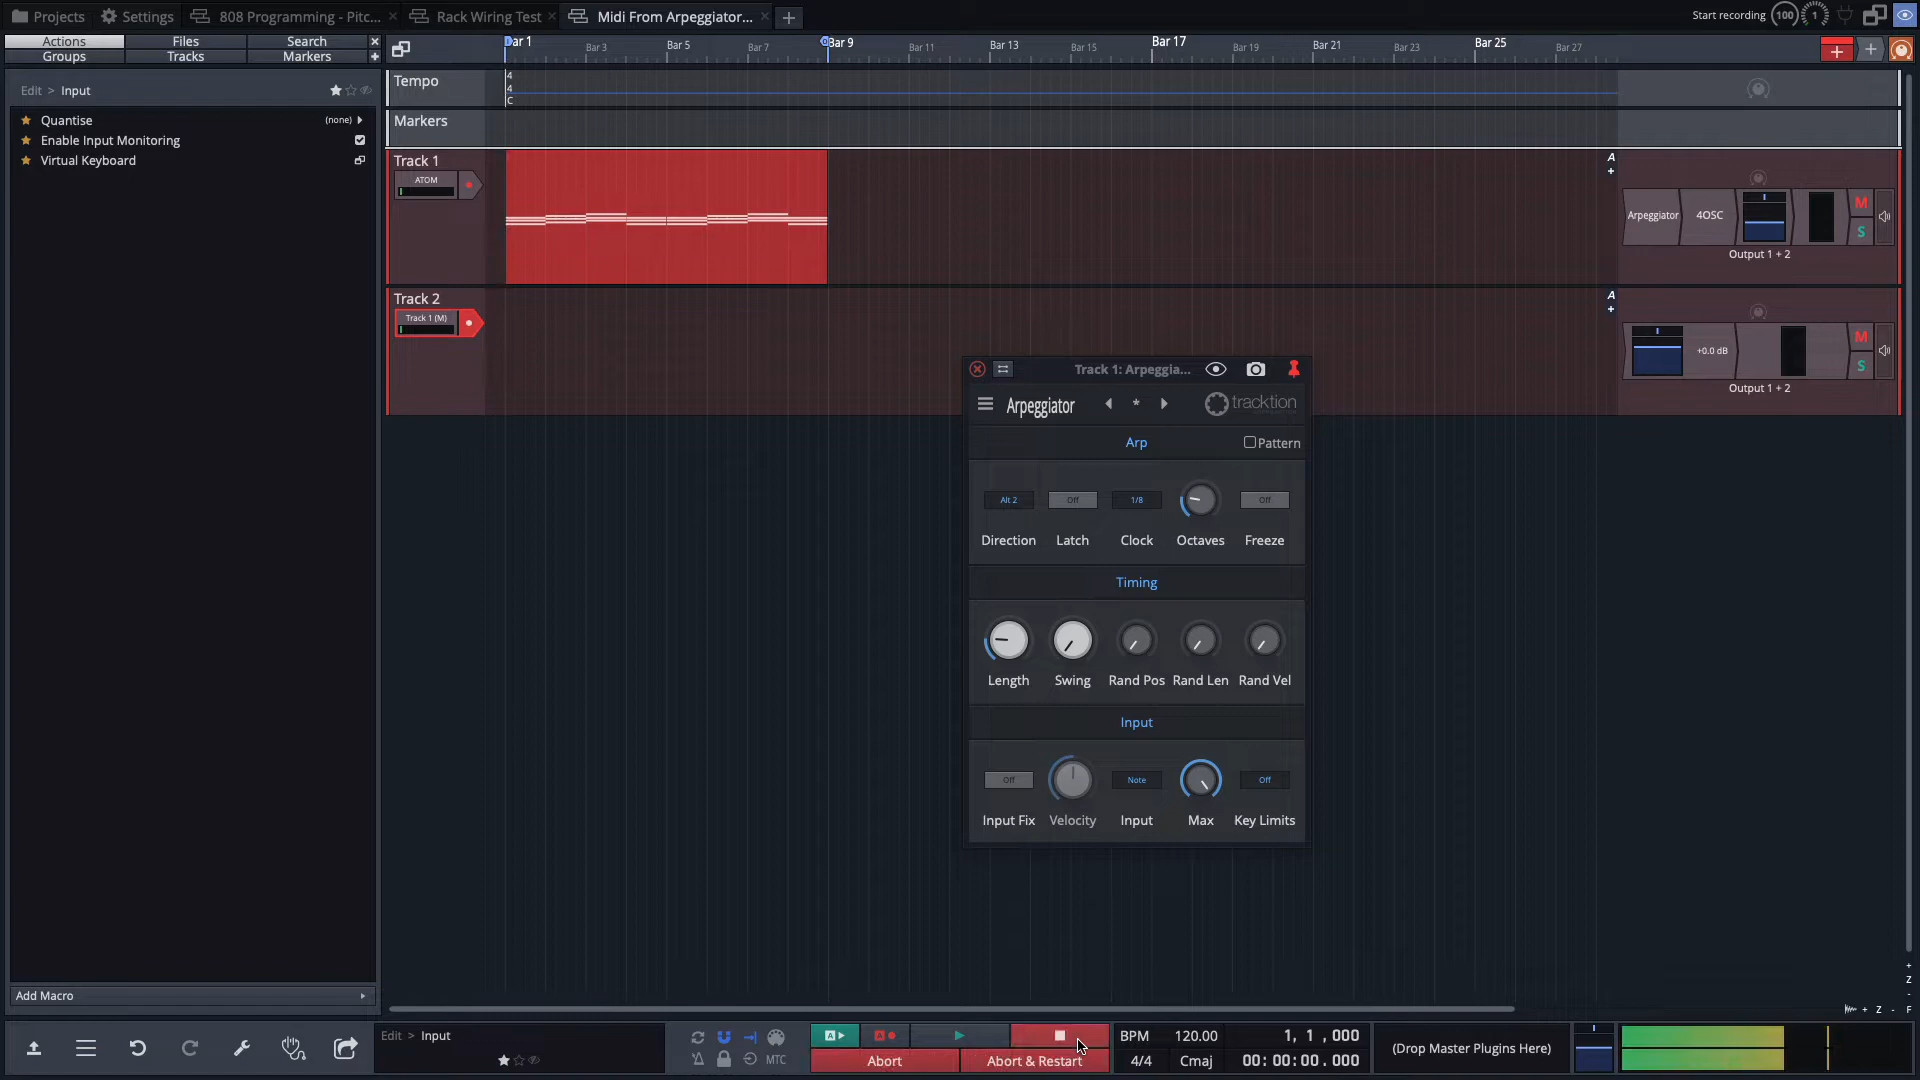 Projects
Settings
808 Programming - Pitc...
Rack Wiring Test
Midi From Arpeggiator...
Start recording
100
1
Actions
Files
Search
Groups
Tracks
Markers
Bar 1
Bar 3
Bar 5
Bar 7
Bar 9
Bar 11
Bar 13
Bar 15
Bar 17
Bar 19
Bar 21
Bar 23
Bar 25
Bar 27
Edit > Input
Quantise
(none)
Enable Input Monitoring
Virtual Keyboard
Tempo
4
4
C
Markers
Track 1
ATOM
A
+
Arpeggiator
4OSC
M
S
Output 1 + 2
Track 2
Track 1 (M)
A
+
+0.0 dB
M
S
Output 1 + 2
Track 1: Arpeggia...
Arpeggiator
*
tracktion
Arp
Pattern
Alt 2
Off
1/8
Off
Direction
Latch
Clock
Octaves
Freeze
Timing
Length
Swing
Rand Pos
Rand Len
Rand Vel
Input
Off
Note
Off
Input Fix
Velocity
Input
Max
Key Limits
Add Macro
+
Z
-
+ Z - F
Edit > Input
MTC
A
A
Abort
Abort & Restart
BPM
120.00
1, 1 ,000
4/4
Cmaj
00:00:00.000
(Drop Master Plugins Here)